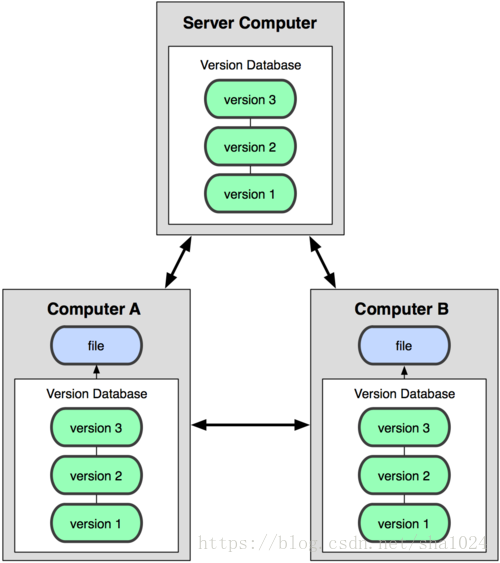 Server Computer
Version Database
version 3
version 2
version 1
Computer A
file
Version Database
version 3
version 2
version 1
Computer B
file
Version Database
version 3
version 2
version 1
https://blog.csdn.net/sha1024